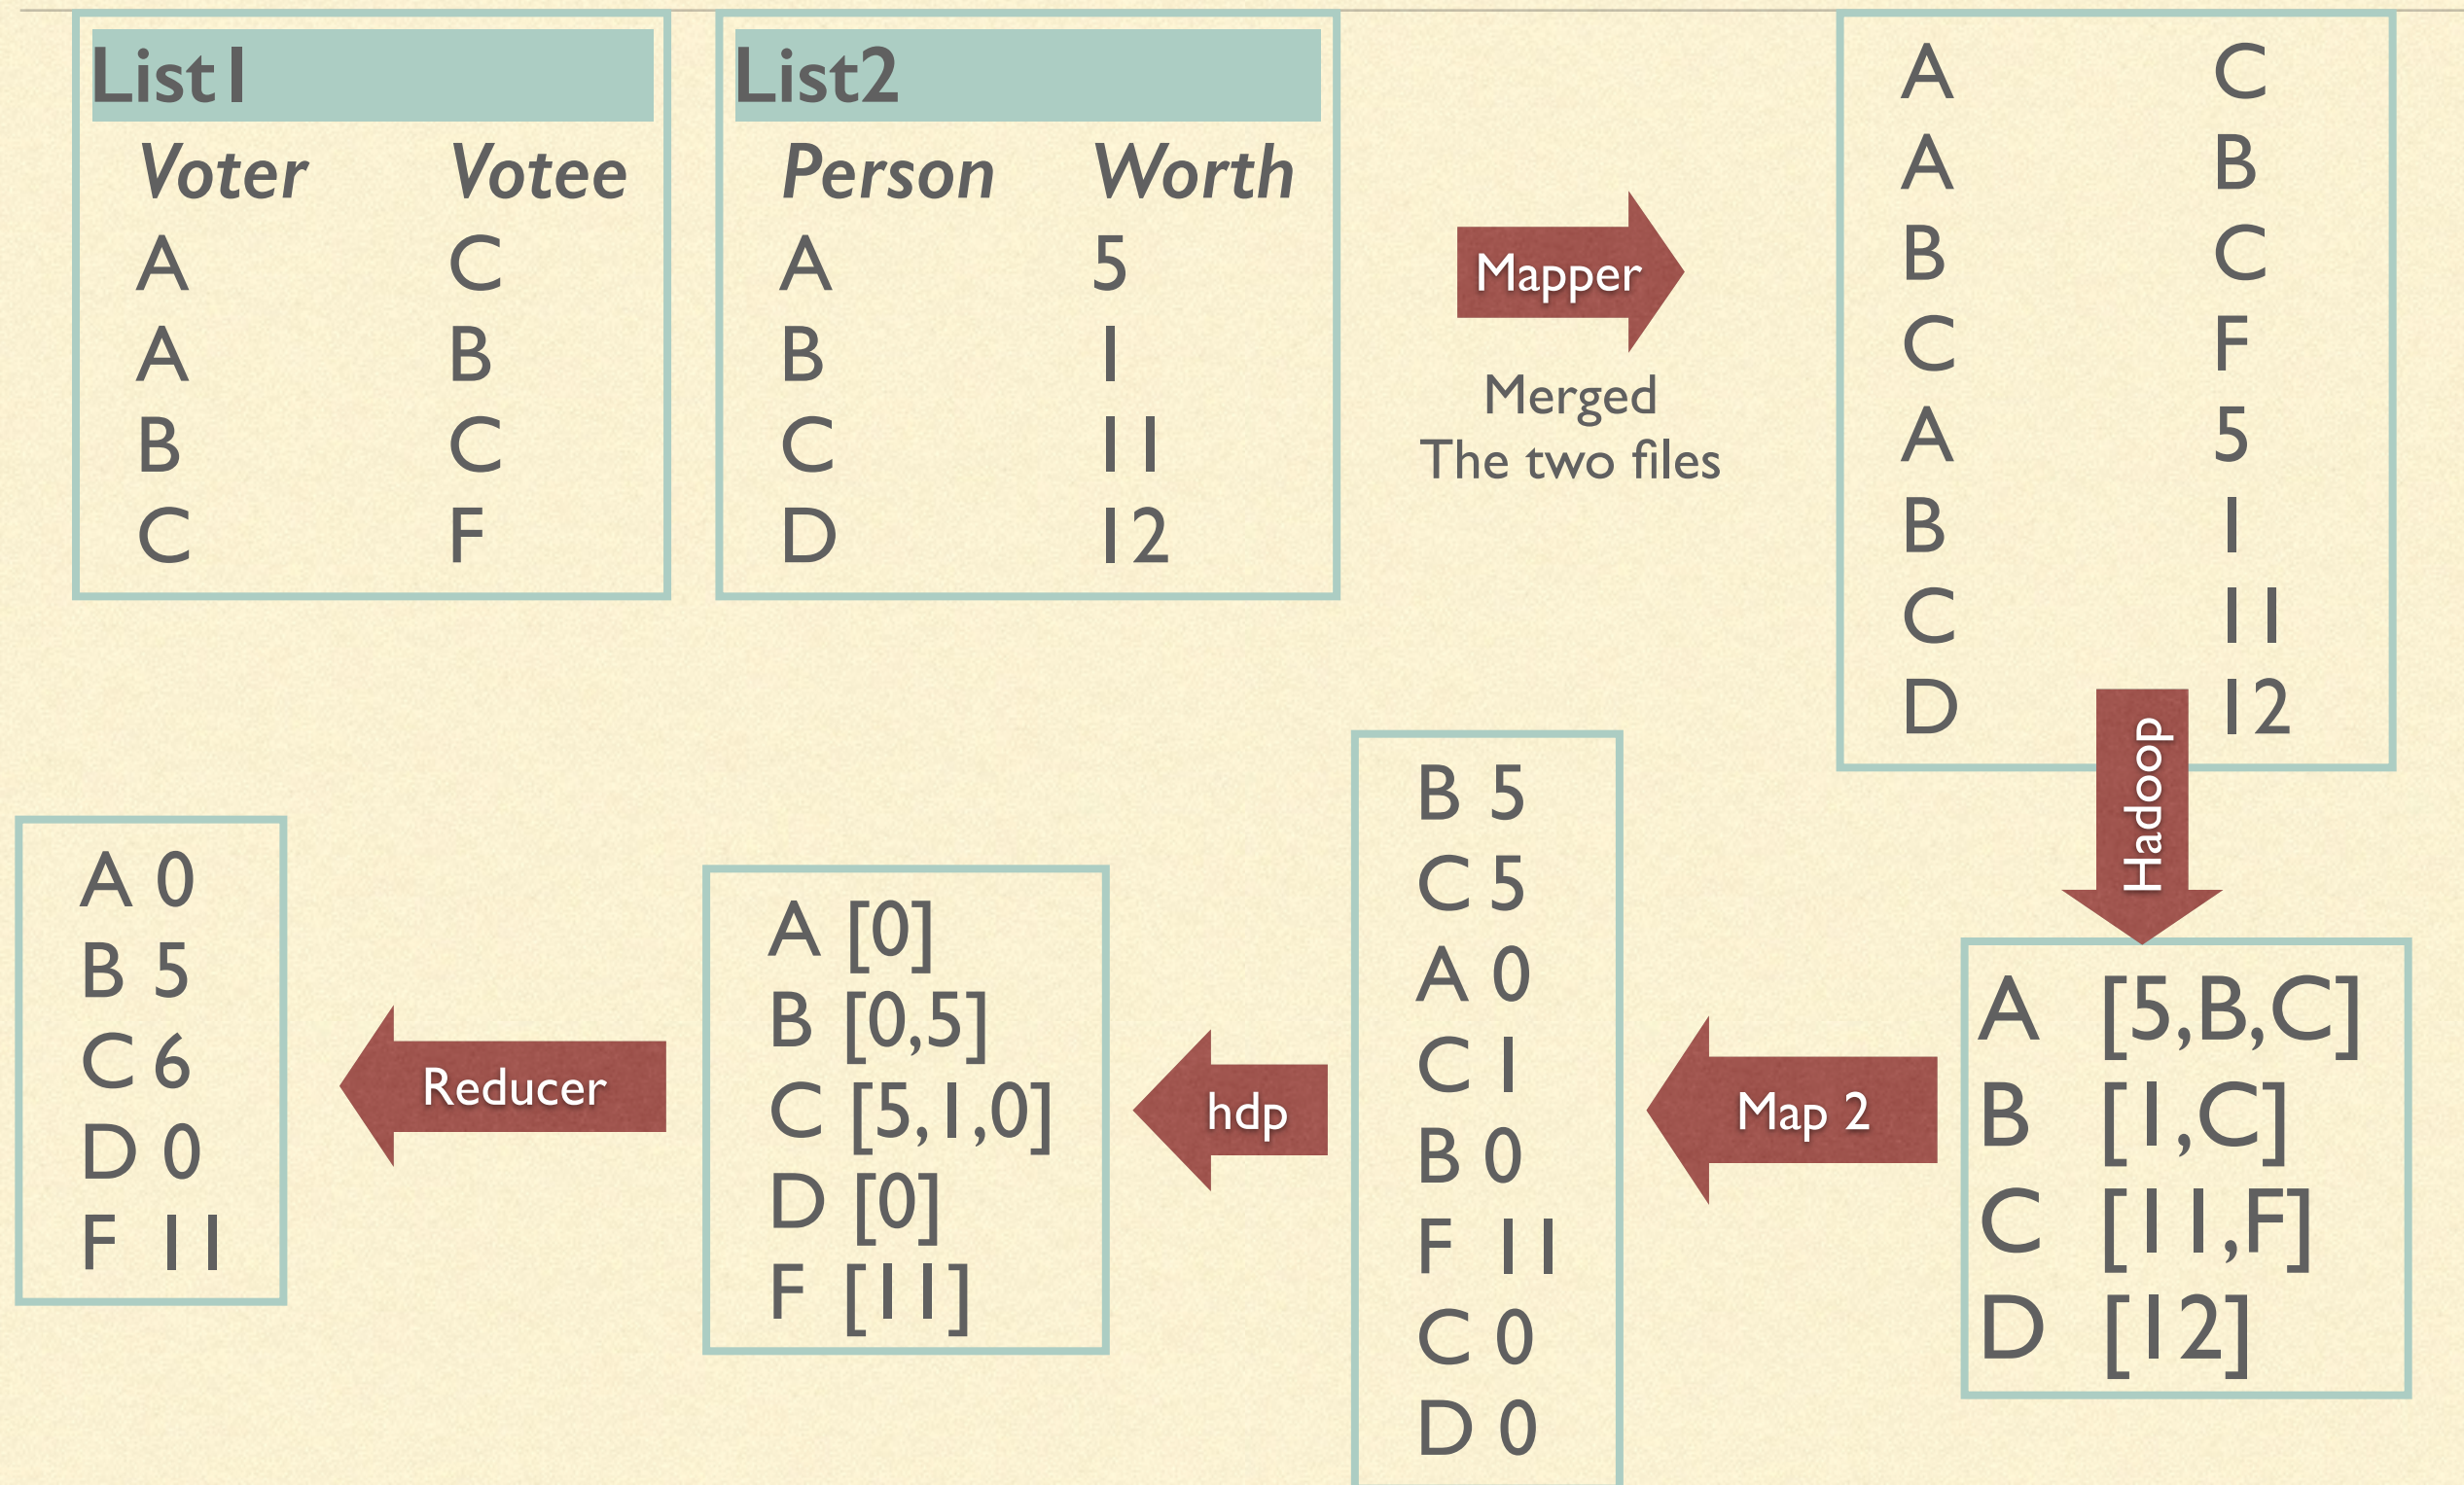 List1
Voter Votee
A C
A B
B C
C F
List2
Person Worth
A 5
B 1
C 11
D 12
Mapper
Merged
The two files
A C
A B
B C
C F
A 5
B 1
C 11
D 12
Hadoop
A [5,B,C]
B [1,C]
C [11,F]
D [12]
Map 2
B 5
C 5
A 0
C 1
B 0
F 11
C 0
D 0
hdp
A [0]
B [0,5]
C [5,1,0]
D [0]
F [11]
Reducer
A 0
B 5
C 6
D 0
F 11